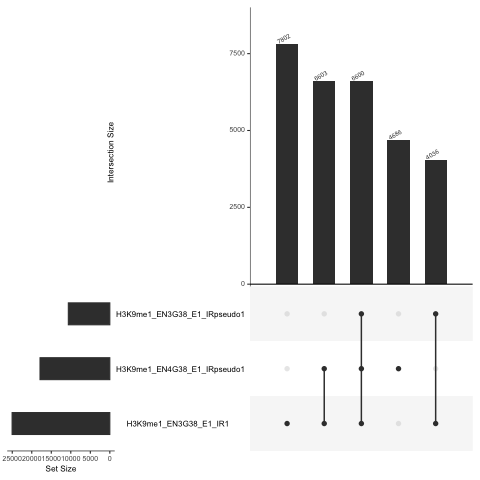 7802
6603
6600
4686
4036
7500
5000
2500
0
Intersection Size
H3K9me1_EN3G38_E1_IRpseudo1
H3K9me1_EN4G38_E1_IRpseudo1
H3K9me1_EN3G38_E1_IR1
25000 20000 15000 10000 5000 0
Set Size